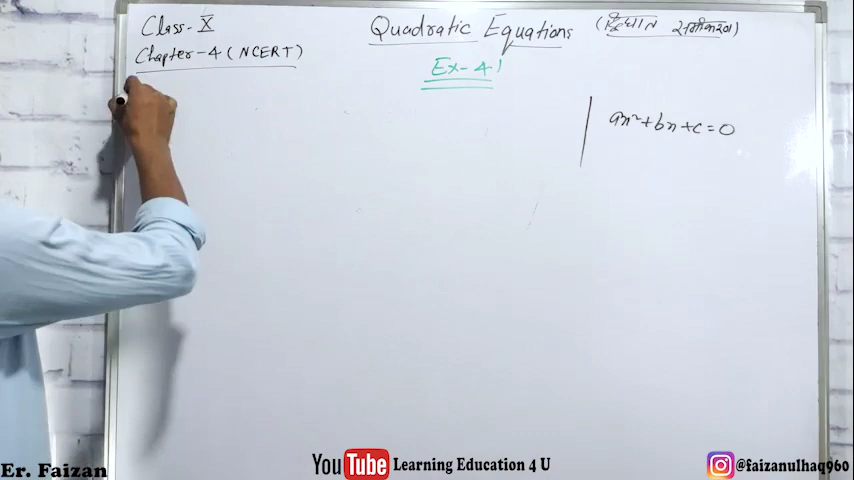 Class-X
Quadratic Equations (द्विघात समीकरण)
Chapter-4 (NCERT)
Ex-4.1
ax²+bx+c=0
Er. Faizan
YouTube Learning Education 4 U
@faizanulhaq960